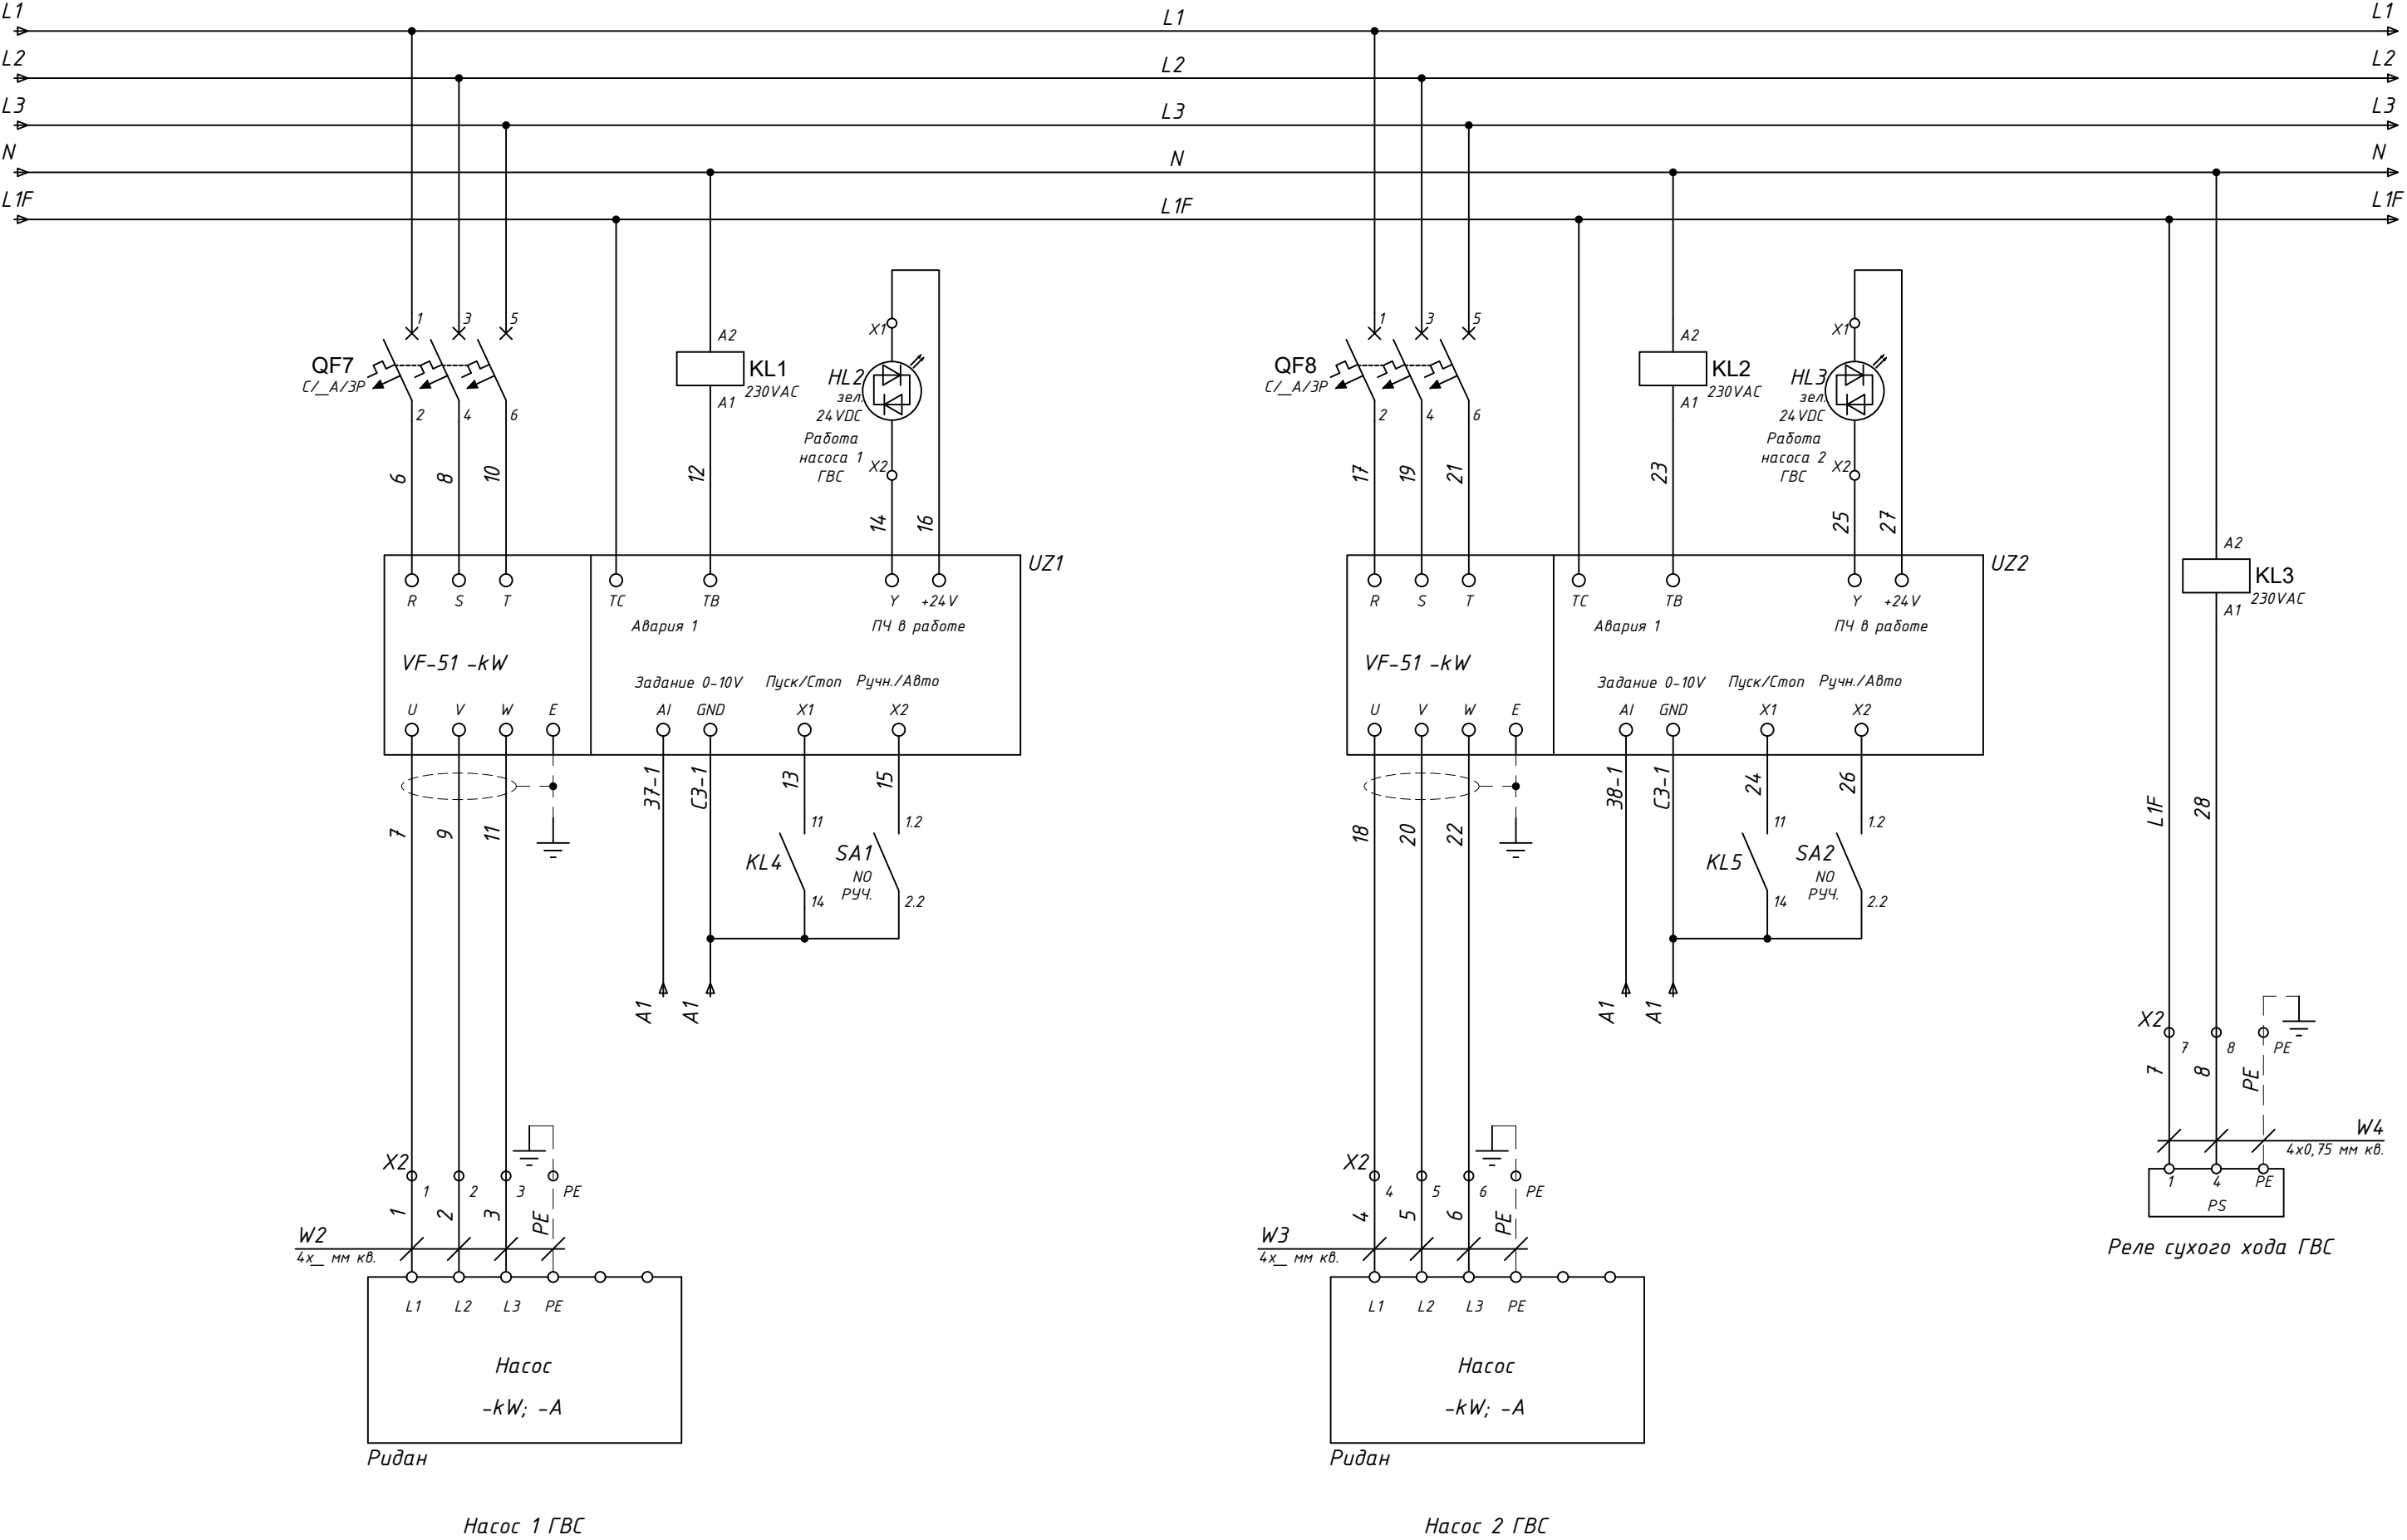 L1 L1 L1
L2 L2 L2
L3 L3 L3
N N N
L1F L1F L1F
1 3 5
QF7
C/__A/3P
2 4 6
6 8 10
A2
KL1
230VAC
A1
12
X1
HL2
зел.
24VDC
Работа
насоса 1
ГВС
X2
14 16
UZ1
R S T TC TB Y +24V
Авария 1 ПЧ в работе
VF-51 -kW
Задание 0-10V Пуск/Стоп Ручн./Авто
U V W E AI GND X1 X2
37-1 C3-1 13 15
7 9 11
11 1.2
KL4 SA1
NO
РУЧ.
14 2.2
A1 A1
X2
1 2 3 PE
1 2 3 PE
W2
4x__ мм кв.
L1 L2 L3 PE
Насос
-kW; -A
Ридан
Насос 1 ГВС
1 3 5
QF8
C/__A/3P
2 4 6
17 19 21
A2
KL2
230VAC
A1
23
X1
HL3
зел.
24VDC
Работа
насоса 2
ГВС
X2
25 27
UZ2
R S T TC TB Y +24V
Авария 1 ПЧ в работе
VF-51 -kW
Задание 0-10V Пуск/Стоп Ручн./Авто
U V W E AI GND X1 X2
38-1 C3-1 24 26
18 20 22
11 1.2
KL5 SA2
NO
РУЧ.
14 2.2
A1 A1
X2
4 5 6 PE
4 5 6 PE
W3
4x__ мм кв.
L1 L2 L3 PE
Насос
-kW; -A
Ридан
Насос 2 ГВС
A2
KL3
230VAC
A1
L1F 28
X2
7 8 PE
7 8 PE
W4
4x0,75 мм кв.
1 4 PE
PS
Реле сухого хода ГВС